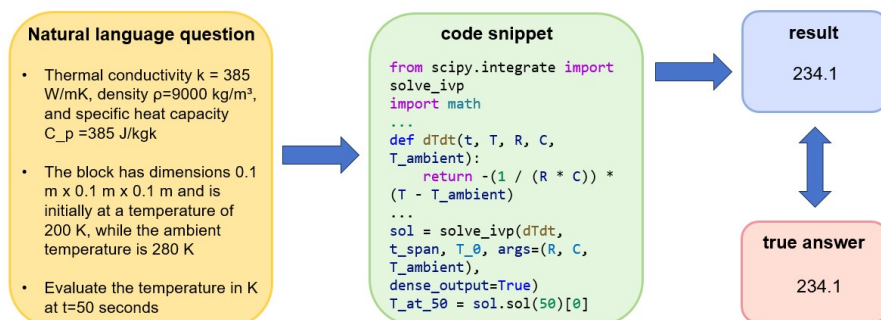 Natural language question
• Thermal conductivity k = 385
W/mK, density ρ=9000 kg/m³,
and specific heat capacity
C_p =385 J/kgk
• The block has dimensions 0.1
m x 0.1 m x 0.1 m and is
initially at a temperature of
200 K, while the ambient
temperature is 280 K
• Evaluate the temperature in K
at t=50 seconds
code snippet
from scipy.integrate import
solve_ivp
import math
...
def dTdt(t, T, R, C,
T_ambient):
    return -(1 / (R * C)) *
(T - T_ambient)
...
sol = solve_ivp(dTdt,
t_span, T_0, args=(R, C,
T_ambient),
dense_output=True)
T_at_50 = sol.sol(50)[0]
result
234.1
true answer
234.1